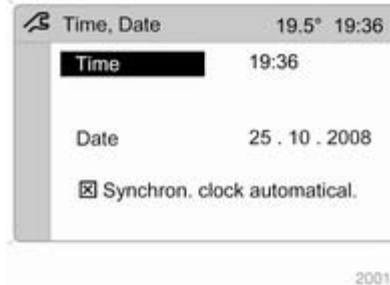 Time, Date 19.5° 19:36
Time 19:36
Date 25 . 10 . 2008
Synchron. clock automatical.
2001